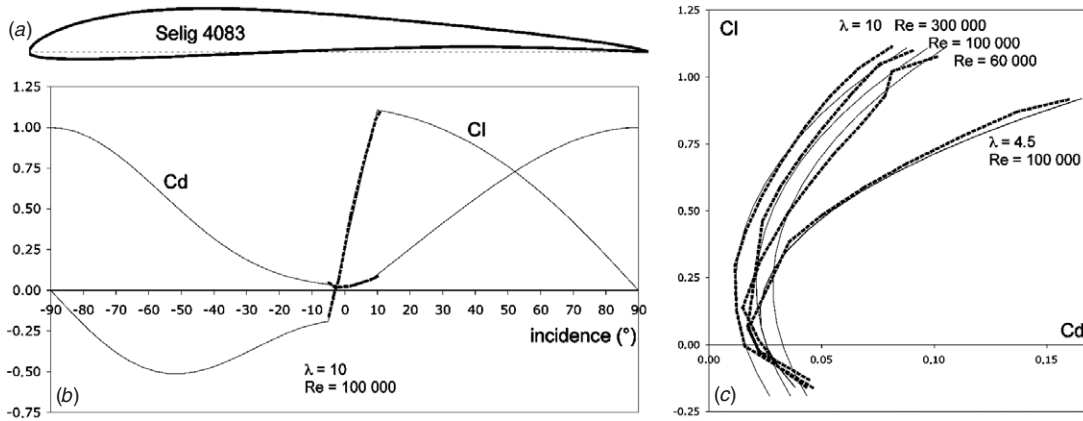 (a)
Selig 4083
1.25
1.00
0.75
0.50
0.25
0.00
-0.25
-0.50
-0.75
Cd
Cl
-90 -80 -70 -60 -50 -40 -30 -20 -10 0 10 20 30 40 50 60 70 80 90
incidence (°)
λ = 10
Re = 100 000
(b)
(c)
Cl
1.25
1.00
0.75
0.50
0.25
0.00
-0.25
λ = 10 Re = 300 000
Re = 100 000
Re = 60 000
λ = 4.5
Re = 100 000
Cd
0.00 0.05 0.10 0.15